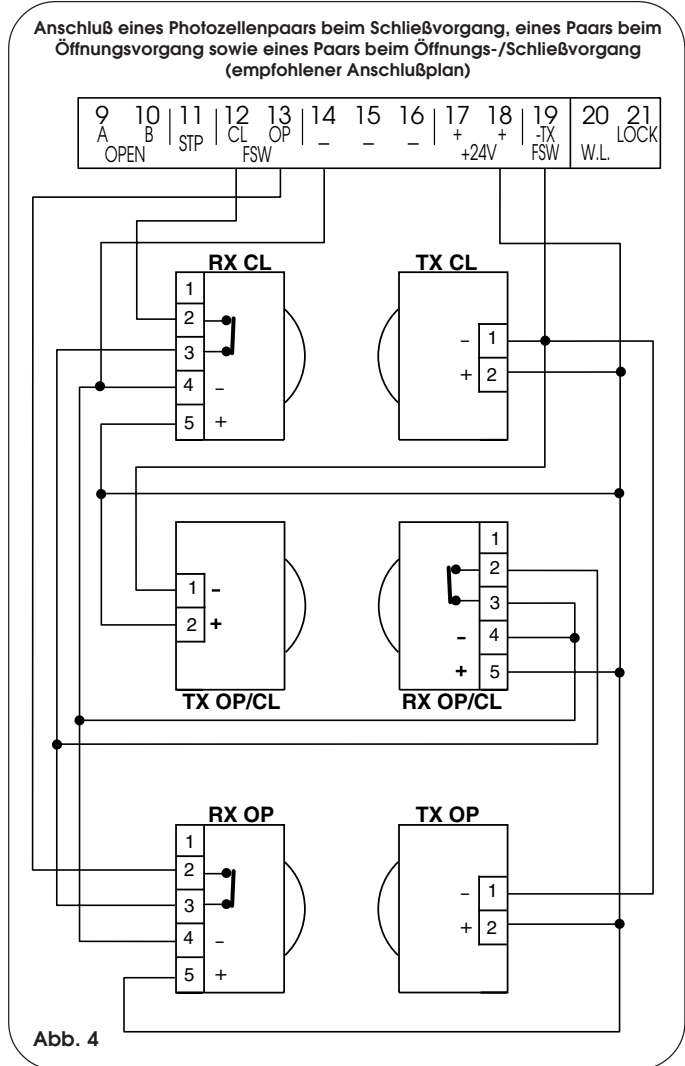 Anschluß eines Photozellenpaars beim Schließvorgang, eines Paars beim
Öffnungsvorgang sowie eines Paars beim Öffnungs-/Schließvorgang
(empfohlener Anschlußplan)
9 10 11 12 13 14 15 16 17 18 19 20 21
A B STP CL OP _ _ _ + + -TX LOCK
OPEN FSW +24V FSW W.L.
RX CL TX CL
1
2
3
4 –
5 +
– 1
+ 2
1 -
2 +
1
2
3
- 4
+ 5
TX OP/CL RX OP/CL
RX OP TX OP
1
2
3
4 –
5 +
– 1
+ 2
Abb. 4